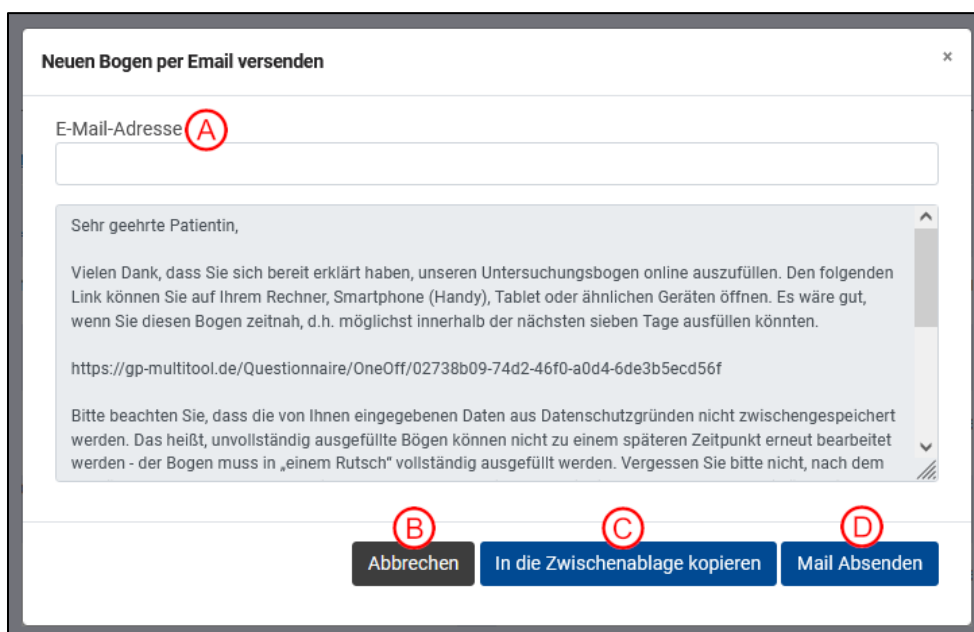 Neuen Bogen per Email versenden ×
E-Mail-Adresse A
Sehr geehrte Patientin,
Vielen Dank, dass Sie sich bereit erklärt haben, unseren Untersuchungsbogen online auszufüllen. Den folgenden
Link können Sie auf Ihrem Rechner, Smartphone (Handy), Tablet oder ähnlichen Geräten öffnen. Es wäre gut,
wenn Sie diesen Bogen zeitnah, d.h. möglichst innerhalb der nächsten sieben Tage ausfüllen könnten.
https://gp-multitool.de/Questionnaire/OneOff/02738b09-74d2-46f0-a0d4-6de3b5ecd56f
Bitte beachten Sie, dass die von Ihnen eingegebenen Daten aus Datenschutzgründen nicht zwischengespeichert
werden. Das heißt, unvollständig ausgefüllte Bögen können nicht zu einem späteren Zeitpunkt erneut bearbeitet
werden - der Bogen muss in „einem Rutsch” vollständig ausgefüllt werden. Vergessen Sie bitte nicht, nach dem
B C D
Abbrechen In die Zwischenablage kopieren Mail Absenden